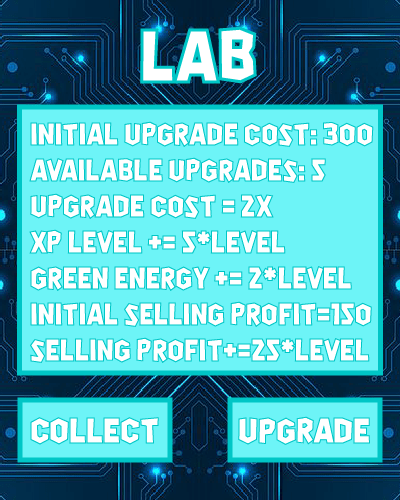 LAB
INITIAL UPGRADE COST: 300
AVAILABLE UPGRADES: 5
UPGRADE COST = 2X
XP LEVEL += 5*LEVEL
GREEN ENERGY += 2*LEVEL
INITIAL SELLING PROFIT=150
SELLING PROFIT+=25*LEVEL
COLLECT
UPGRADE